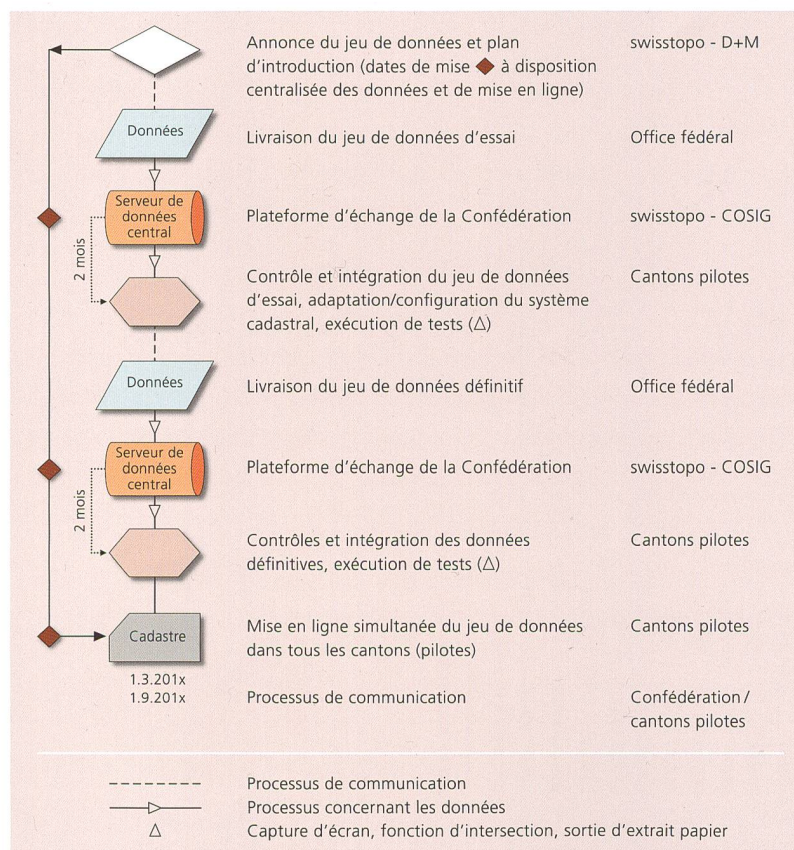 Annonce du jeu de données et plan swisstopo - D+M
d'introduction (dates de mise ◆ à disposition
centralisée des données et de mise en ligne)
Données Livraison du jeu de données d'essai Office fédéral
Serveur de
données Plateforme d'échange de la Confédération swisstopo - COSIG
central
2 mois
Contrôle et intégration du jeu de données Cantons pilotes
d'essai, adaptation/configuration du système
cadastral, exécution de tests (△)
Données Livraison du jeu de données définitif Office fédéral
Serveur de
données Plateforme d'échange de la Confédération swisstopo - COSIG
central
2 mois
Contrôles et intégration des données Cantons pilotes
définitives, exécution de tests (△)
Cadastre Mise en ligne simultanée du jeu de données Cantons pilotes
dans tous les cantons (pilotes)
1.3.201x
1.9.201x Processus de communication Confédération /
cantons pilotes
Processus de communication
Processus concernant les données
△ Capture d'écran, fonction d'intersection, sortie d'extrait papier